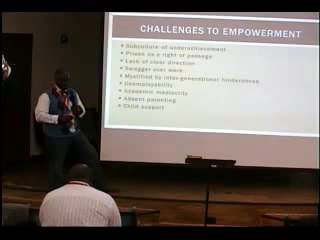 CHALLENGES TO EMPOWERMENT
Subculture of underachievement
Prison as a right of passage
Lack of clear direction
Swagger over work
Mystified by inter-generational hinderances
Unemployability
Academic mediocrity
Absent parenting
Child support